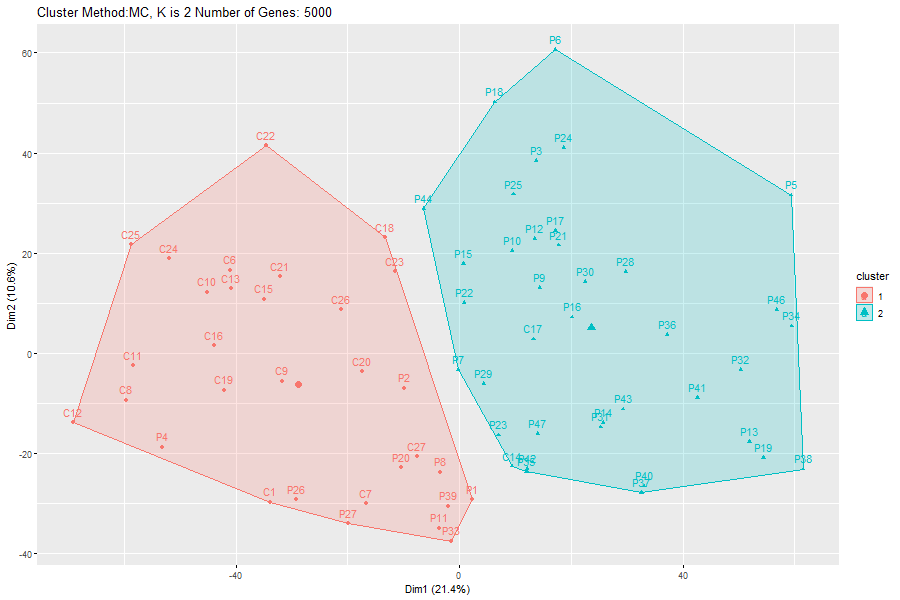 Cluster Method:MC, K is 2 Number of Genes: 5000
P6
60
P18
C22
P24
40
P3
P5
P25
P44
C18
P17
C25
P12
P21
P10
C24
20
P15
C6
C21
C23
P28
cluster
C10
C13
P9
P30
C15
P22
1
C26
P46
P16
2
P34
Dim2 (10.6%)
C17
P36
C16
0
C11
C20
P7
P32
C9
P29
P2
C19
C8
P41
P43
C12
P14
P31
P23
P47
P4
P13
-20
C27
P19
P20
P8
C14
P38
P40
C1
P26
P1
P37
C7
P39
P27
P11
P33
-40
-40
0
40
Dim1 (21.4%)